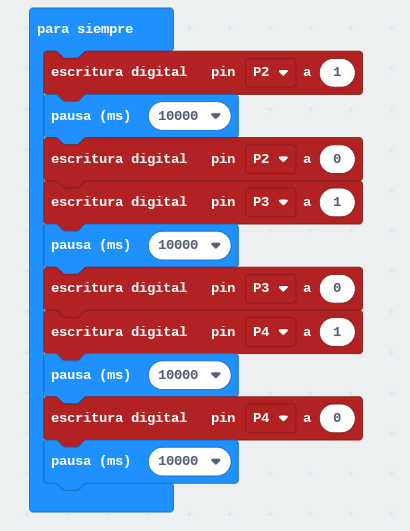 para siempre
escritura digital pin P2 a 1
pausa (ms) 10000
escritura digital pin P2 a 0
escritura digital pin P3 a 1
pausa (ms) 10000
escritura digital pin P3 a 0
escritura digital pin P4 a 1
pausa (ms) 10000
escritura digital pin P4 a 0
pausa (ms) 10000